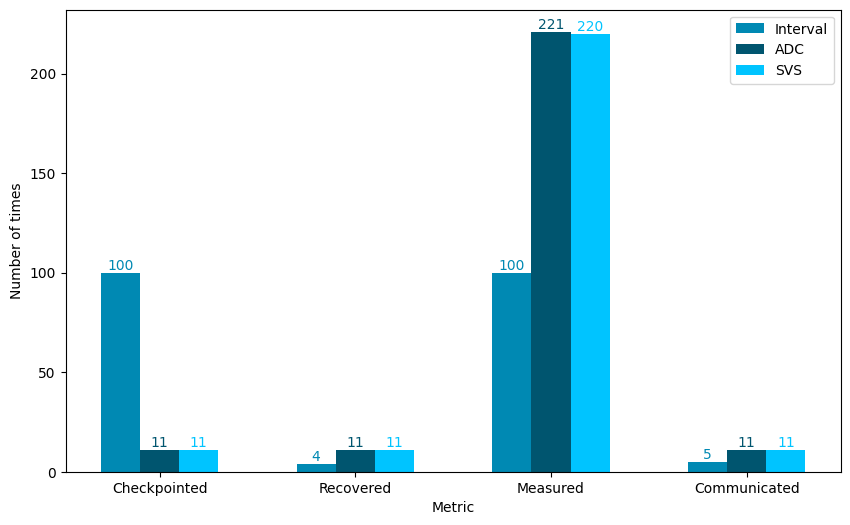 Interval
ADC
SVS
Number of times
200
150
100
50
0
100
11
11
4
11
11
100
221
220
5
11
11
Checkpointed
Recovered
Measured
Communicated
Metric